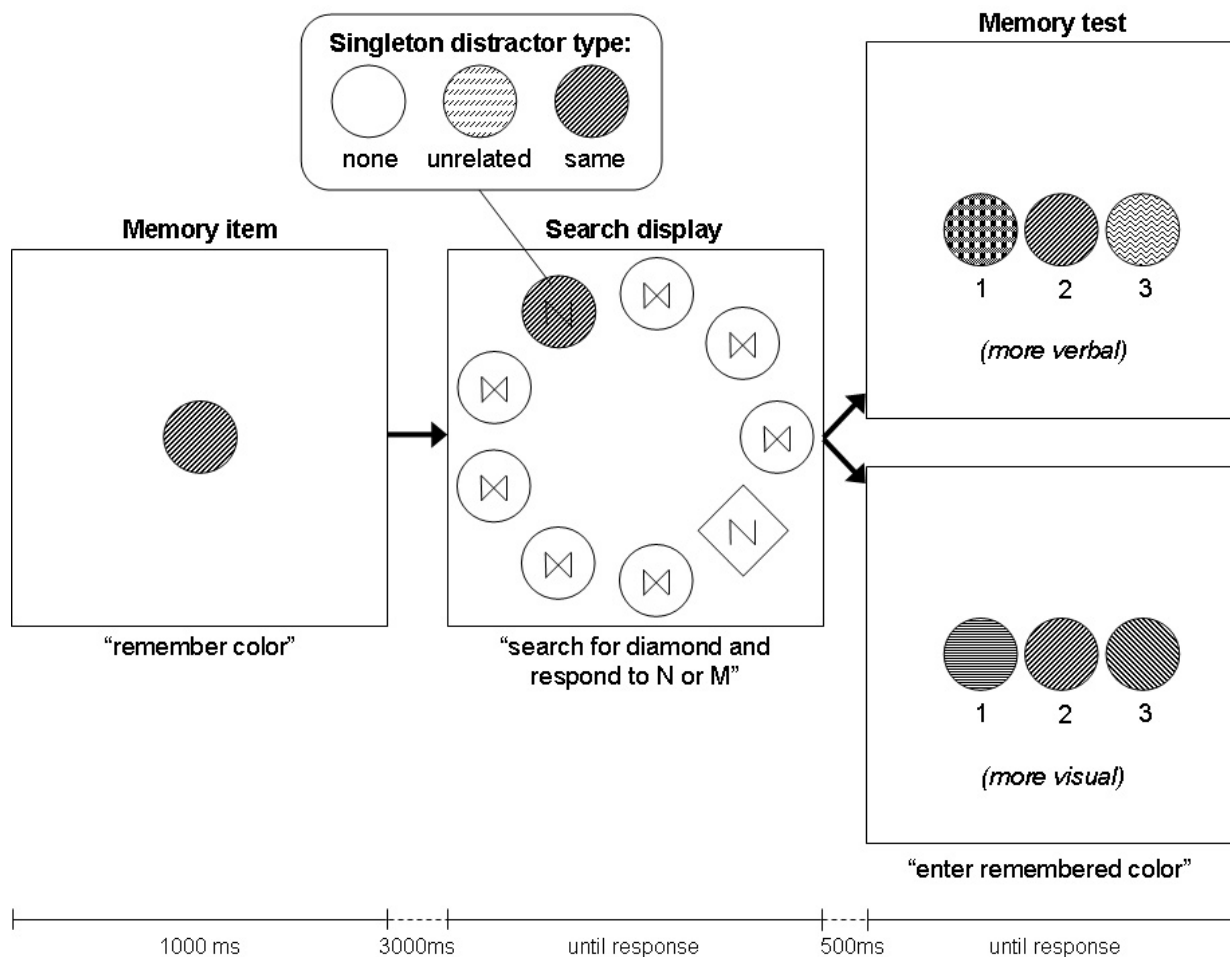 Singleton distractor type:
none unrelated same
Memory item
“remember color”
Search display
N
N
“search for diamond and
respond to N or M”
Memory test
1 2 3
(more verbal)
1 2 3
(more visual)
“enter remembered color”
1000 ms 3000ms until response 500ms until response